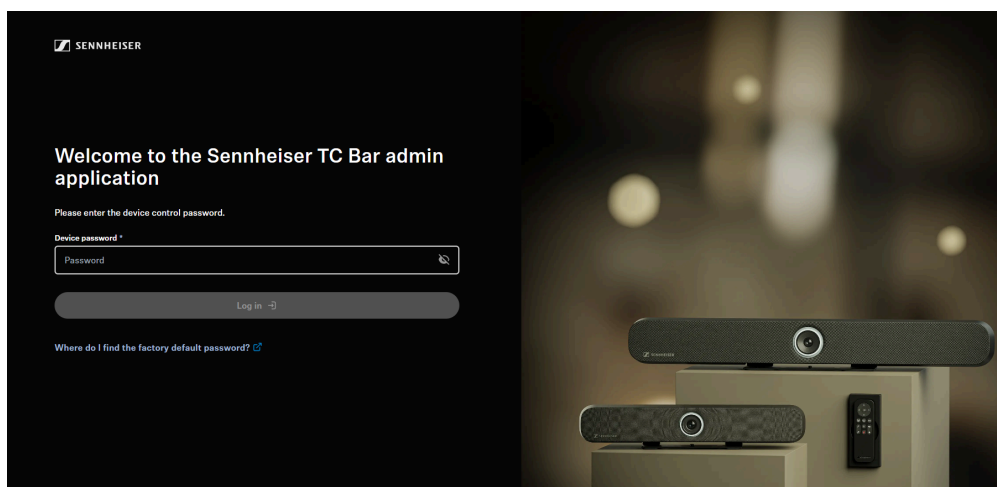 SENNHEISER
Welcome to the Sennheiser TC Bar admin
application
Please enter the device control password.
Device password *
Password
Log in
Where do I find the factory default password?
SENNHEISER